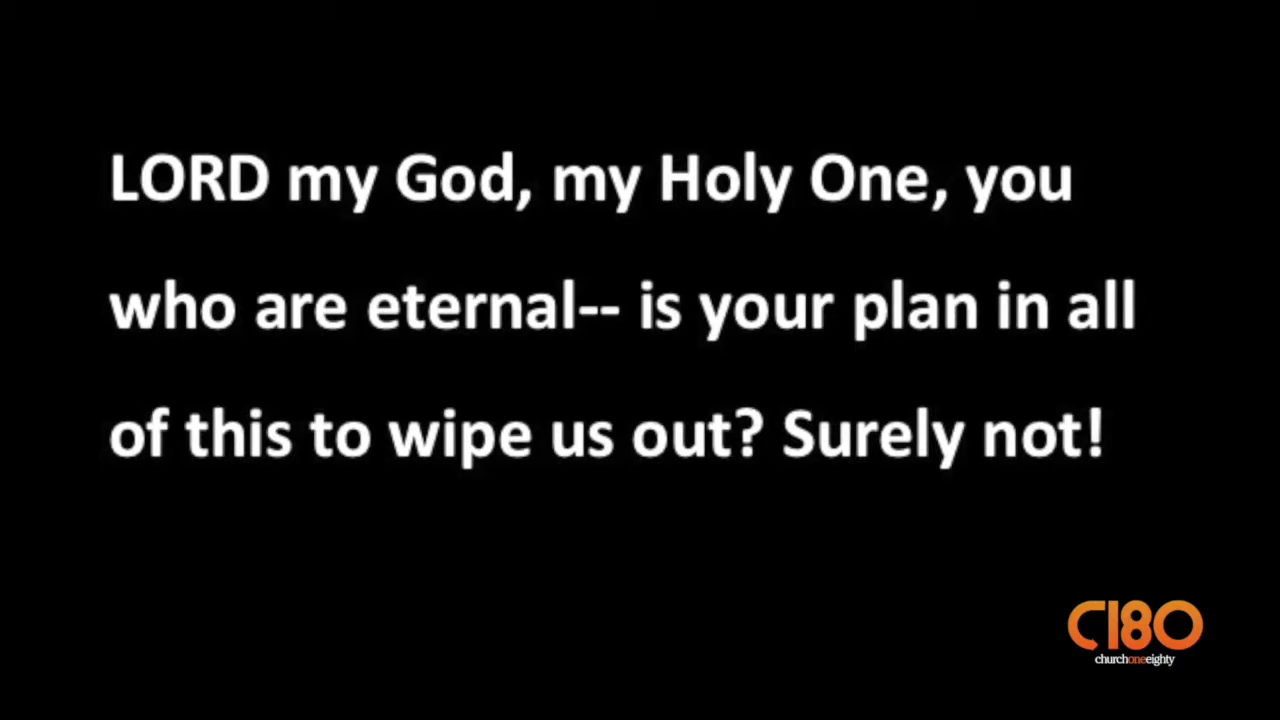 LORD my God, my Holy One, you
who are eternal-- is your plan in all
of this to wipe us out? Surely not!
C180
churchoneeighty